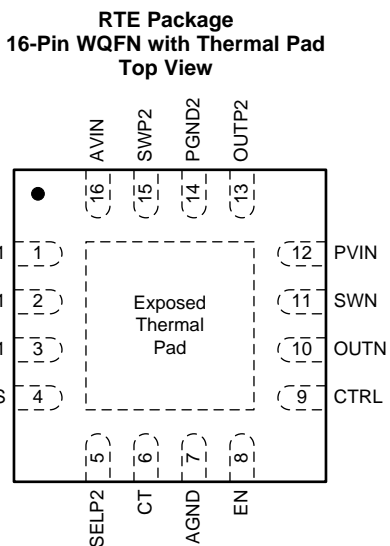 RTE Package
16-Pin WQFN with Thermal Pad
Top View
AVIN
SWP2
PGND2
OUTP2
16
15
14
13
1
12
PVIN
2
11
SWN
3
10
OUTN
4
9
CTRL
Exposed
Thermal
Pad
5
6
7
8
SELP2
CT
AGND
EN